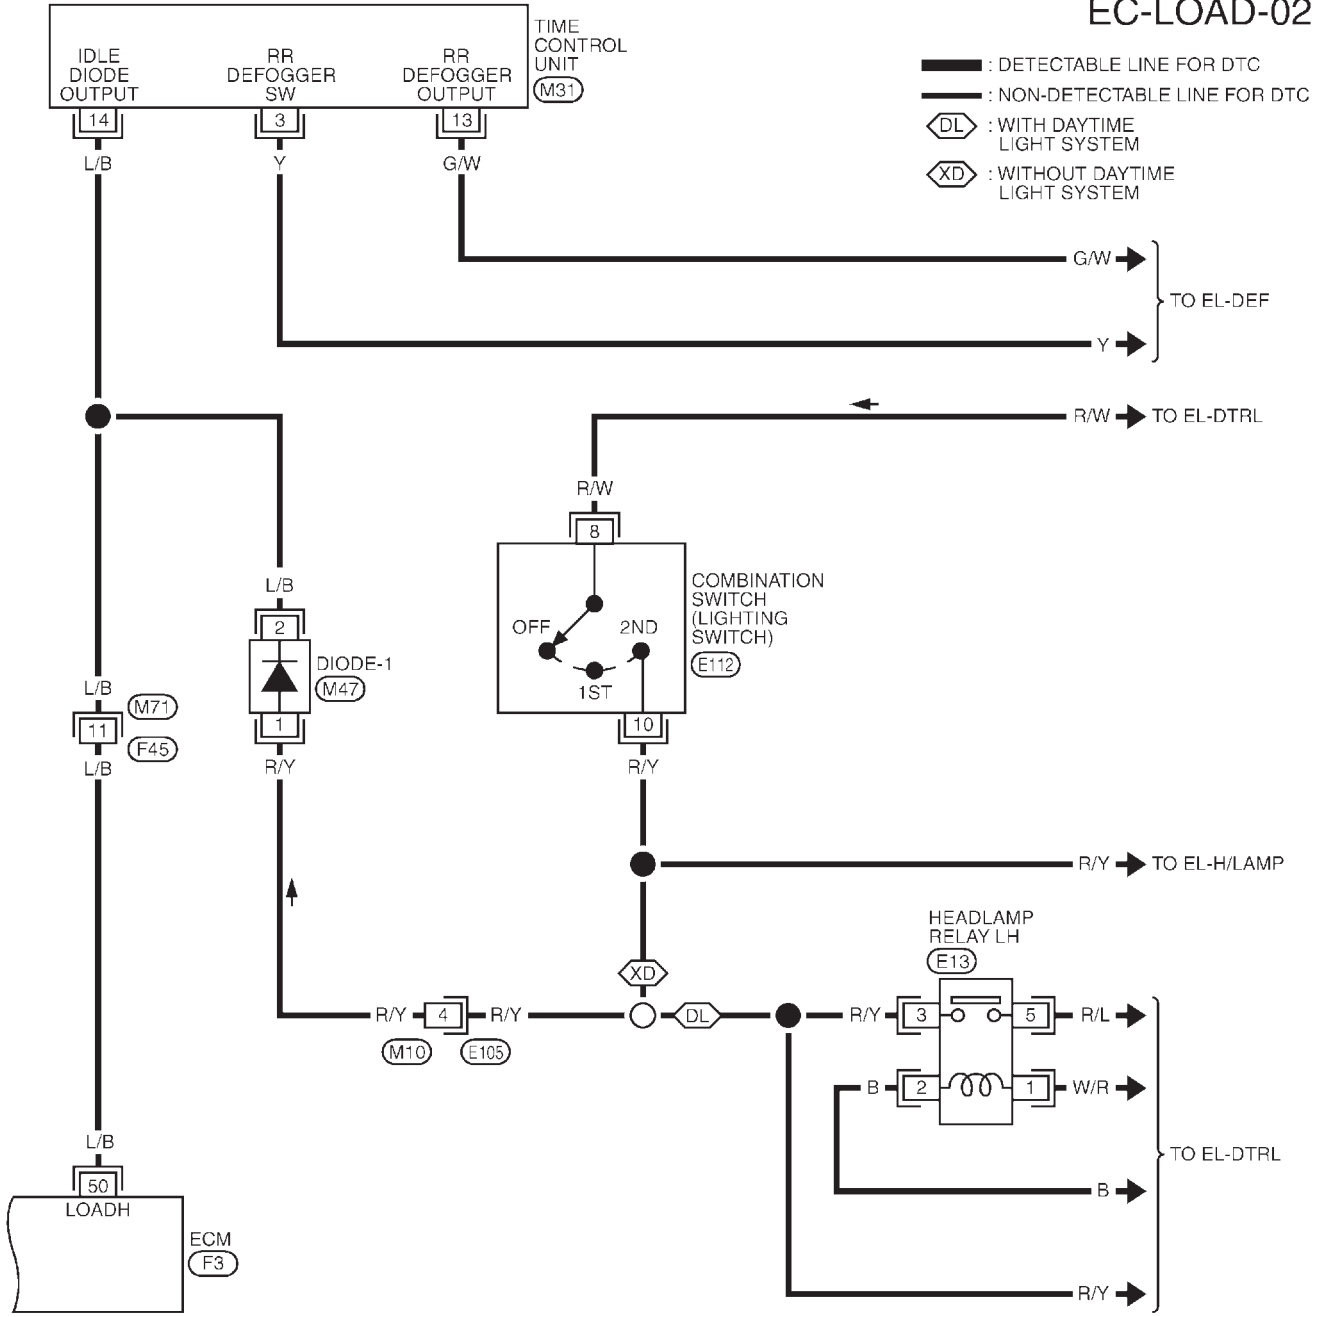 EC-LOAD-02
TIME
CONTROL
UNIT
M31
IDLE
DIODE
OUTPUT
RR
DEFOGGER
SW
RR
DEFOGGER
OUTPUT
14
3
13
L/B
Y
G/W
: DETECTABLE LINE FOR DTC
: NON-DETECTABLE LINE FOR DTC
DL : WITH DAYTIME
LIGHT SYSTEM
XD : WITHOUT DAYTIME
LIGHT SYSTEM
G/W
TO EL-DEF
Y
R/W TO EL-DTRL
R/W
8
COMBINATION
SWITCH
(LIGHTING
SWITCH)
E112
OFF
2ND
1ST
10
R/Y
L/B
2
DIODE-1
M47
1
R/Y
L/B
M71
11
F45
L/B
R/Y TO EL-H/LAMP
HEADLAMP
RELAY LH
E13
XD
R/Y 4 R/Y
M10 E105
DL
R/Y 3 5 R/L
B 2 1 W/R
TO EL-DTRL
B
R/Y
L/B
50
LOADH
ECM
F3